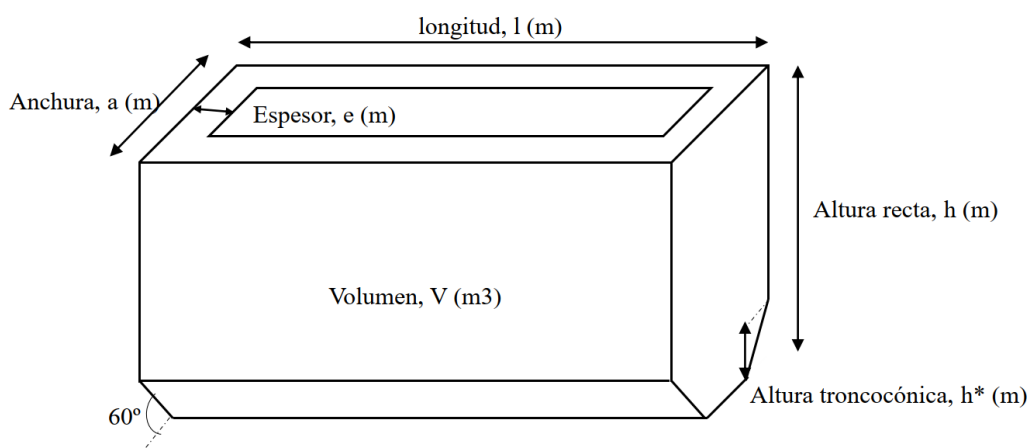 longitud, l (m)
Anchura, a (m)
Espesor, e (m)
Altura recta, h (m)
Volumen, V (m3)
Altura troncocónica, h* (m)
60º